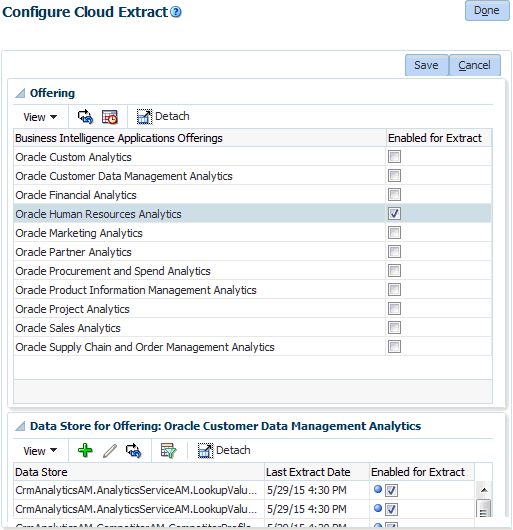 Configure Cloud Extract
Done
Save Cancel
Offering
View Detach
Business Intelligence Applications Offerings Enabled for Extract
Oracle Custom Analytics
Oracle Customer Data Management Analytics
Oracle Financial Analytics
Oracle Human Resources Analytics
Oracle Marketing Analytics
Oracle Partner Analytics
Oracle Procurement and Spend Analytics
Oracle Product Information Management Analytics
Oracle Project Analytics
Oracle Sales Analytics
Oracle Supply Chain and Order Management Analytics
Data Store for Offering: Oracle Customer Data Management Analytics
View Detach
Data Store Last Extract Date Enabled for Extract
CrmAnalyticsAM.AnalyticsServiceAM.LookupValu... 5/29/15 4:30 PM
CrmAnalyticsAM.CompetitorAM.CompetitorProfile... 5/29/15 4:30 PM